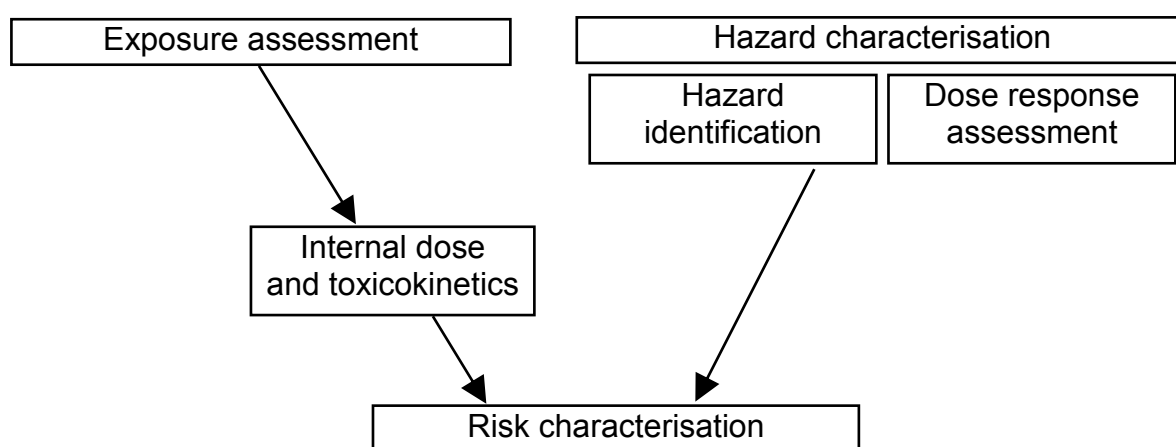 Exposure assessment
Hazard characterisation
Hazard
identification
Dose response
assessment
Internal dose
and toxicokinetics
Risk characterisation